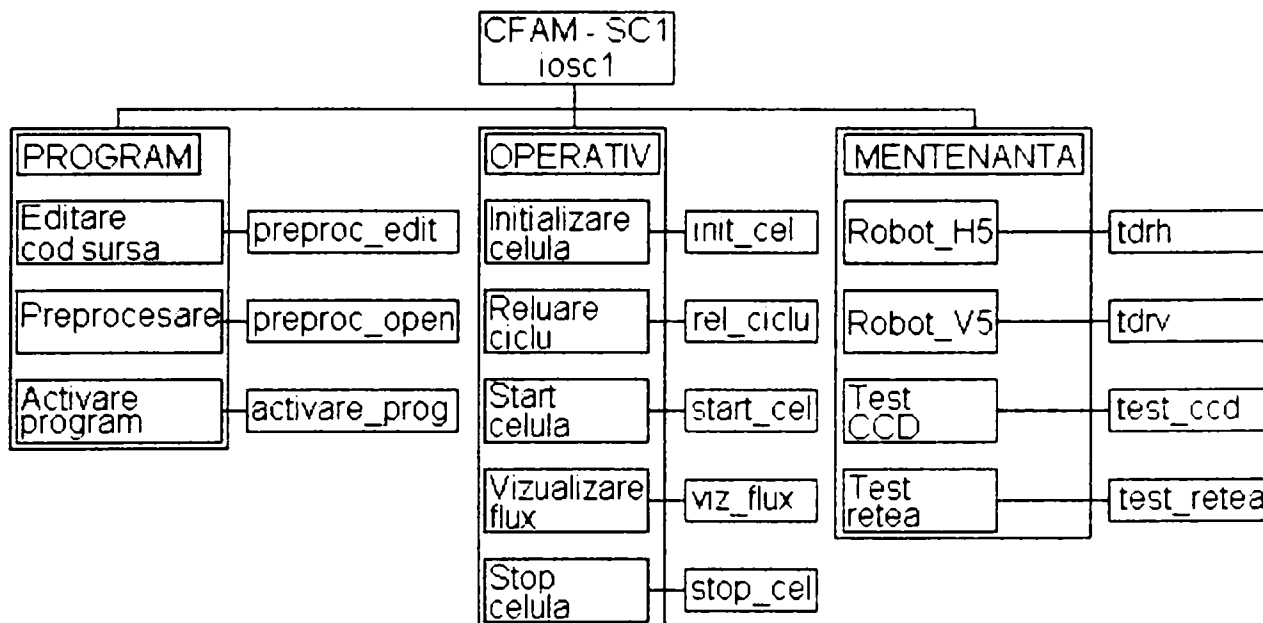 CFAM - SC1
iosc1
PROGRAM
Editare
cod sursa
preproc_edit
Preprocesare
preproc_open
Activare
program
activare_prog
OPERATIV
Initializare
celula
init_cel
Reluare
ciclu
rel_ciclu
Start
celula
start_cel
Vizualizare
flux
viz_flux
Stop
celula
stop_cel
MENTENANTA
Robot_H5
tdrh
Robot_V5
tdrv
Test
CCD
test_ccd
Test
retea
test_retea